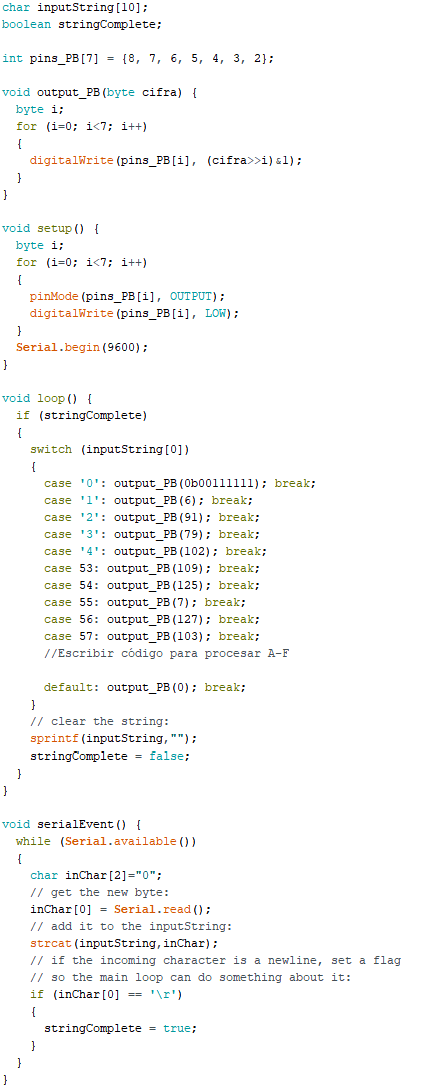 char inputString[10];
boolean stringComplete;

int pins_PB[7] = {8, 7, 6, 5, 4, 3, 2};

void output_PB(byte cifra) {
  byte i;
  for (i=0; i<7; i++)
  {
    digitalWrite(pins_PB[i], (cifra>>i)&1);
  }
}

void setup() {
  byte i;
  for (i=0; i<7; i++)
  {
    pinMode(pins_PB[i], OUTPUT);
    digitalWrite(pins_PB[i], LOW);
  }
  Serial.begin(9600);
}

void loop() {
  if (stringComplete)
  {
    switch (inputString[0])
    {
      case '0': output_PB(0b00111111); break;
      case '1': output_PB(6); break;
      case '2': output_PB(91); break;
      case '3': output_PB(79); break;
      case '4': output_PB(102); break;
      case 53: output_PB(109); break;
      case 54: output_PB(125); break;
      case 55: output_PB(7); break;
      case 56: output_PB(127); break;
      case 57: output_PB(103); break;
      //Escribir código para procesar A-F

      default: output_PB(0); break;
    }
    // clear the string:
    sprintf(inputString,"");
    stringComplete = false;
  }
}

void serialEvent() {
  while (Serial.available())
  {
    char inChar[2]="0";
    // get the new byte:
    inChar[0] = Serial.read();
    // add it to the inputString:
    strcat(inputString,inChar);
    // if the incoming character is a newline, set a flag
    // so the main loop can do something about it:
    if (inChar[0] == '\r')
    {
      stringComplete = true;
    }
  }
}